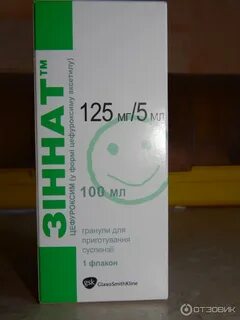 ЗІННАТ™
ЦЕФУРОКСИМ (у формі цефуроксиму аксетилу)
125 мг/5 мл
100 мл
гранули для
приготування
суспензії
1 флакон
gsk GlaxoSmithKline
ОТЗОВИК